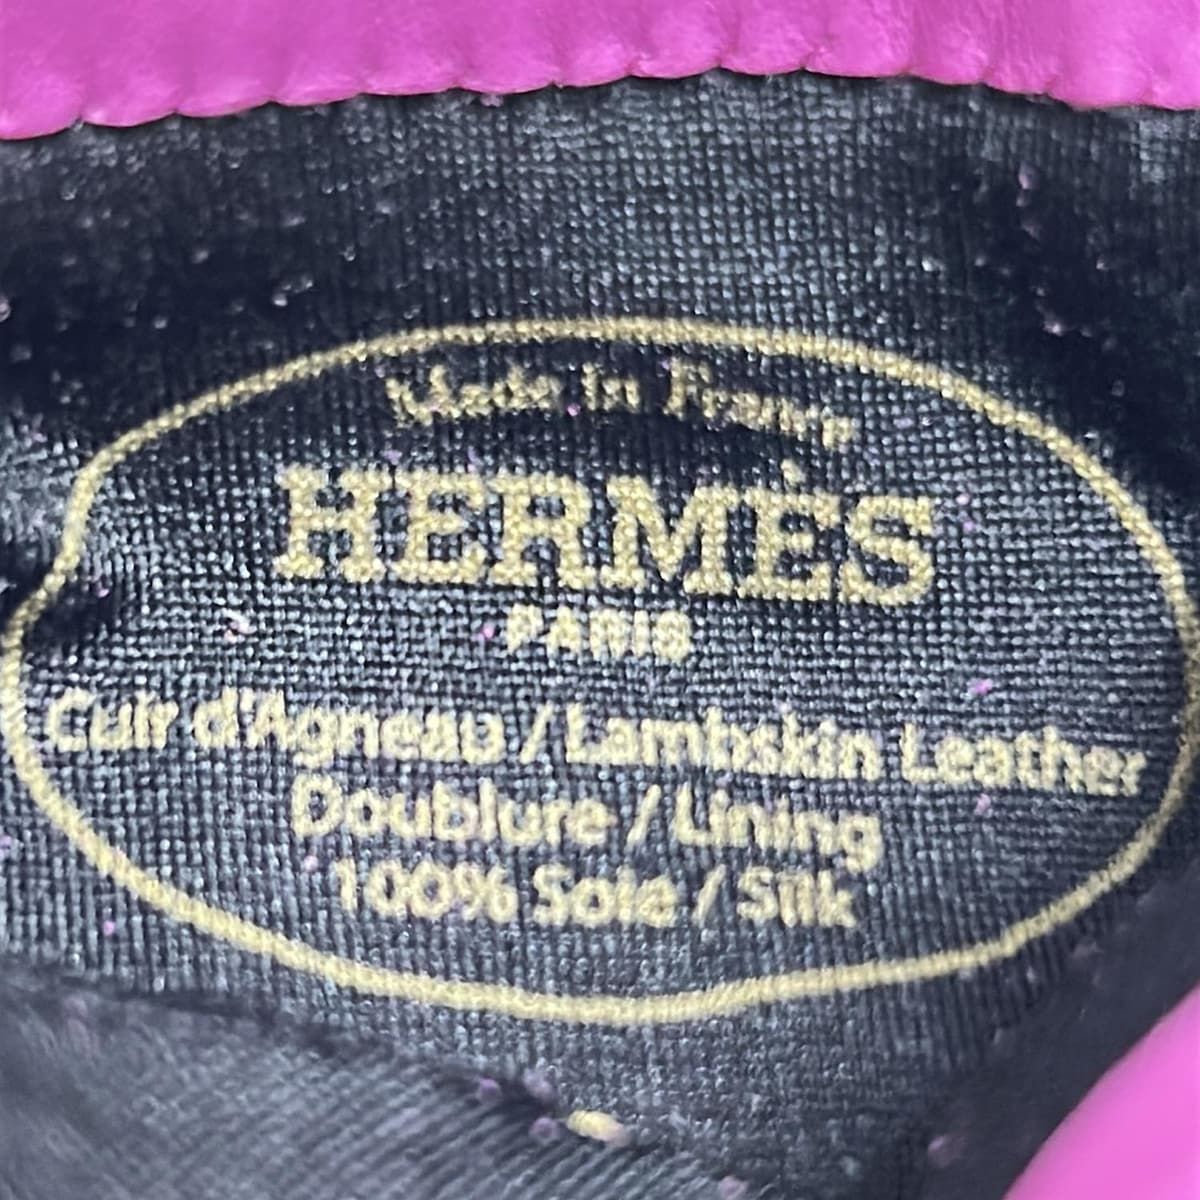 Made in France
HERMÈS
PARIS
Cuir d'Agneau / Lambskin Leather
Doublure / Lining
100% Soie / Silk